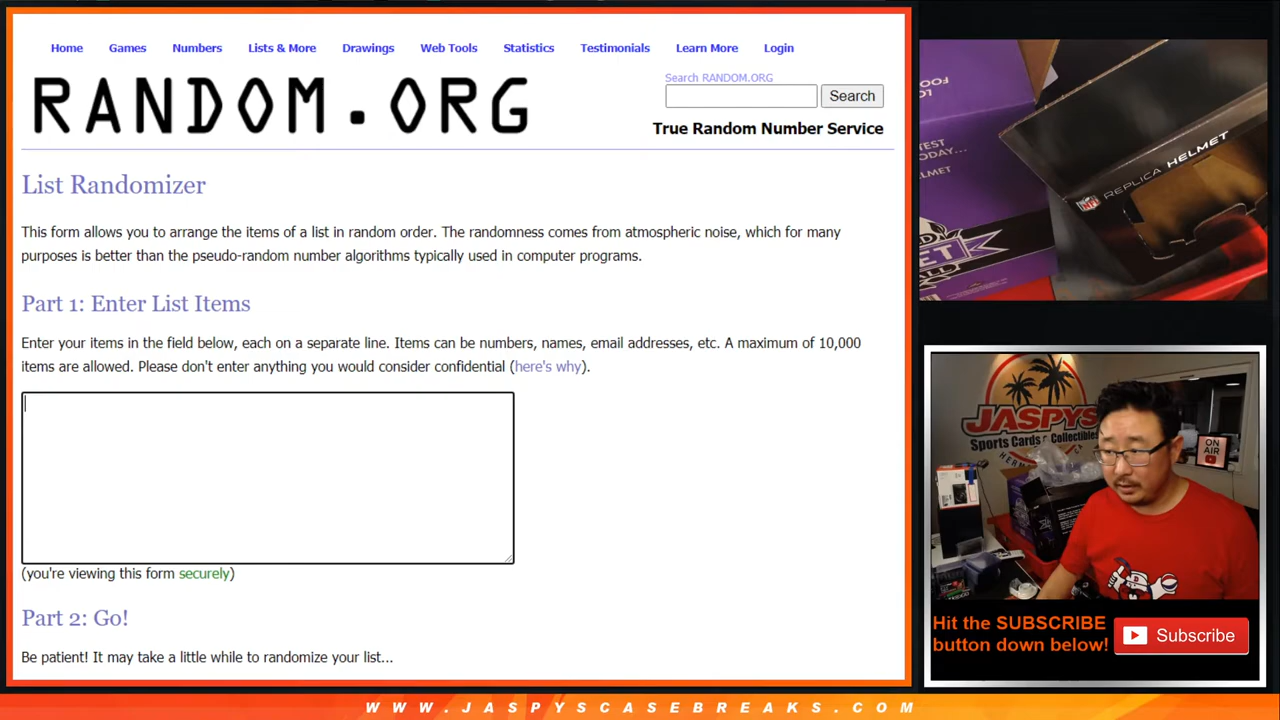 Home Games Numbers Lists & More Drawings Web Tools Statistics Testimonials Learn More Login
RANDOM.ORG
Search RANDOM.ORG
Search
True Random Number Service
List Randomizer
This form allows you to arrange the items of a list in random order. The randomness comes from atmospheric noise, which for many
purposes is better than the pseudo-random number algorithms typically used in computer programs.
Part 1: Enter List Items
Enter your items in the field below, each on a separate line. Items can be numbers, names, email addresses, etc. A maximum of 10,000
items are allowed. Please don't enter anything you would consider confidential (here's why).
(you're viewing this form securely)
Part 2: Go!
Be patient! It may take a little while to randomize your list...
REPLICA HELMET
NFL
JASPYS
Sports Cards & Collectibles
ON
AIR
Hit the SUBSCRIBE
button down below!
Subscribe
WWW.JASPYSCASEBREAKS.COM